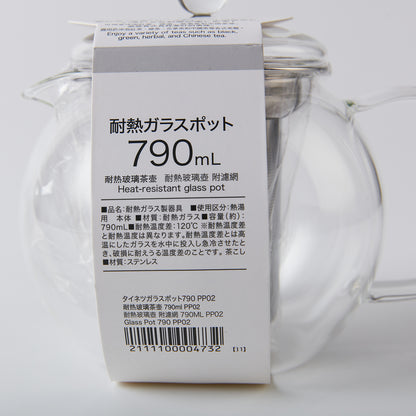 Enjoy a variety of teas such as black,
green, herbal, and Chinese tea.
耐熱ガラスポット
790mL
耐热玻璃茶壶 耐熱玻璃壺 附濾網
Heat-resistant glass pot
■品名:耐熱ガラス製器具 ■使用区分:熱湯
用 本体 ■材質:耐熱ガラス■容量(約):
790mL■耐熱温度差:120℃ ※耐熱温度差と
は耐熱温度とは異なります。耐熱温度差とは高
温にしたガラスを水中に投入し急冷させたと
き、破損に耐えうる温度差のことです。 茶こし
■材質:ステンレス
タイネツガラスポット790 PP02
耐热玻璃茶壶 790ml PP02
耐熱玻璃壺 附濾網 790ML PP02
Glass Pot 790 PP02
2111100004732 【11】